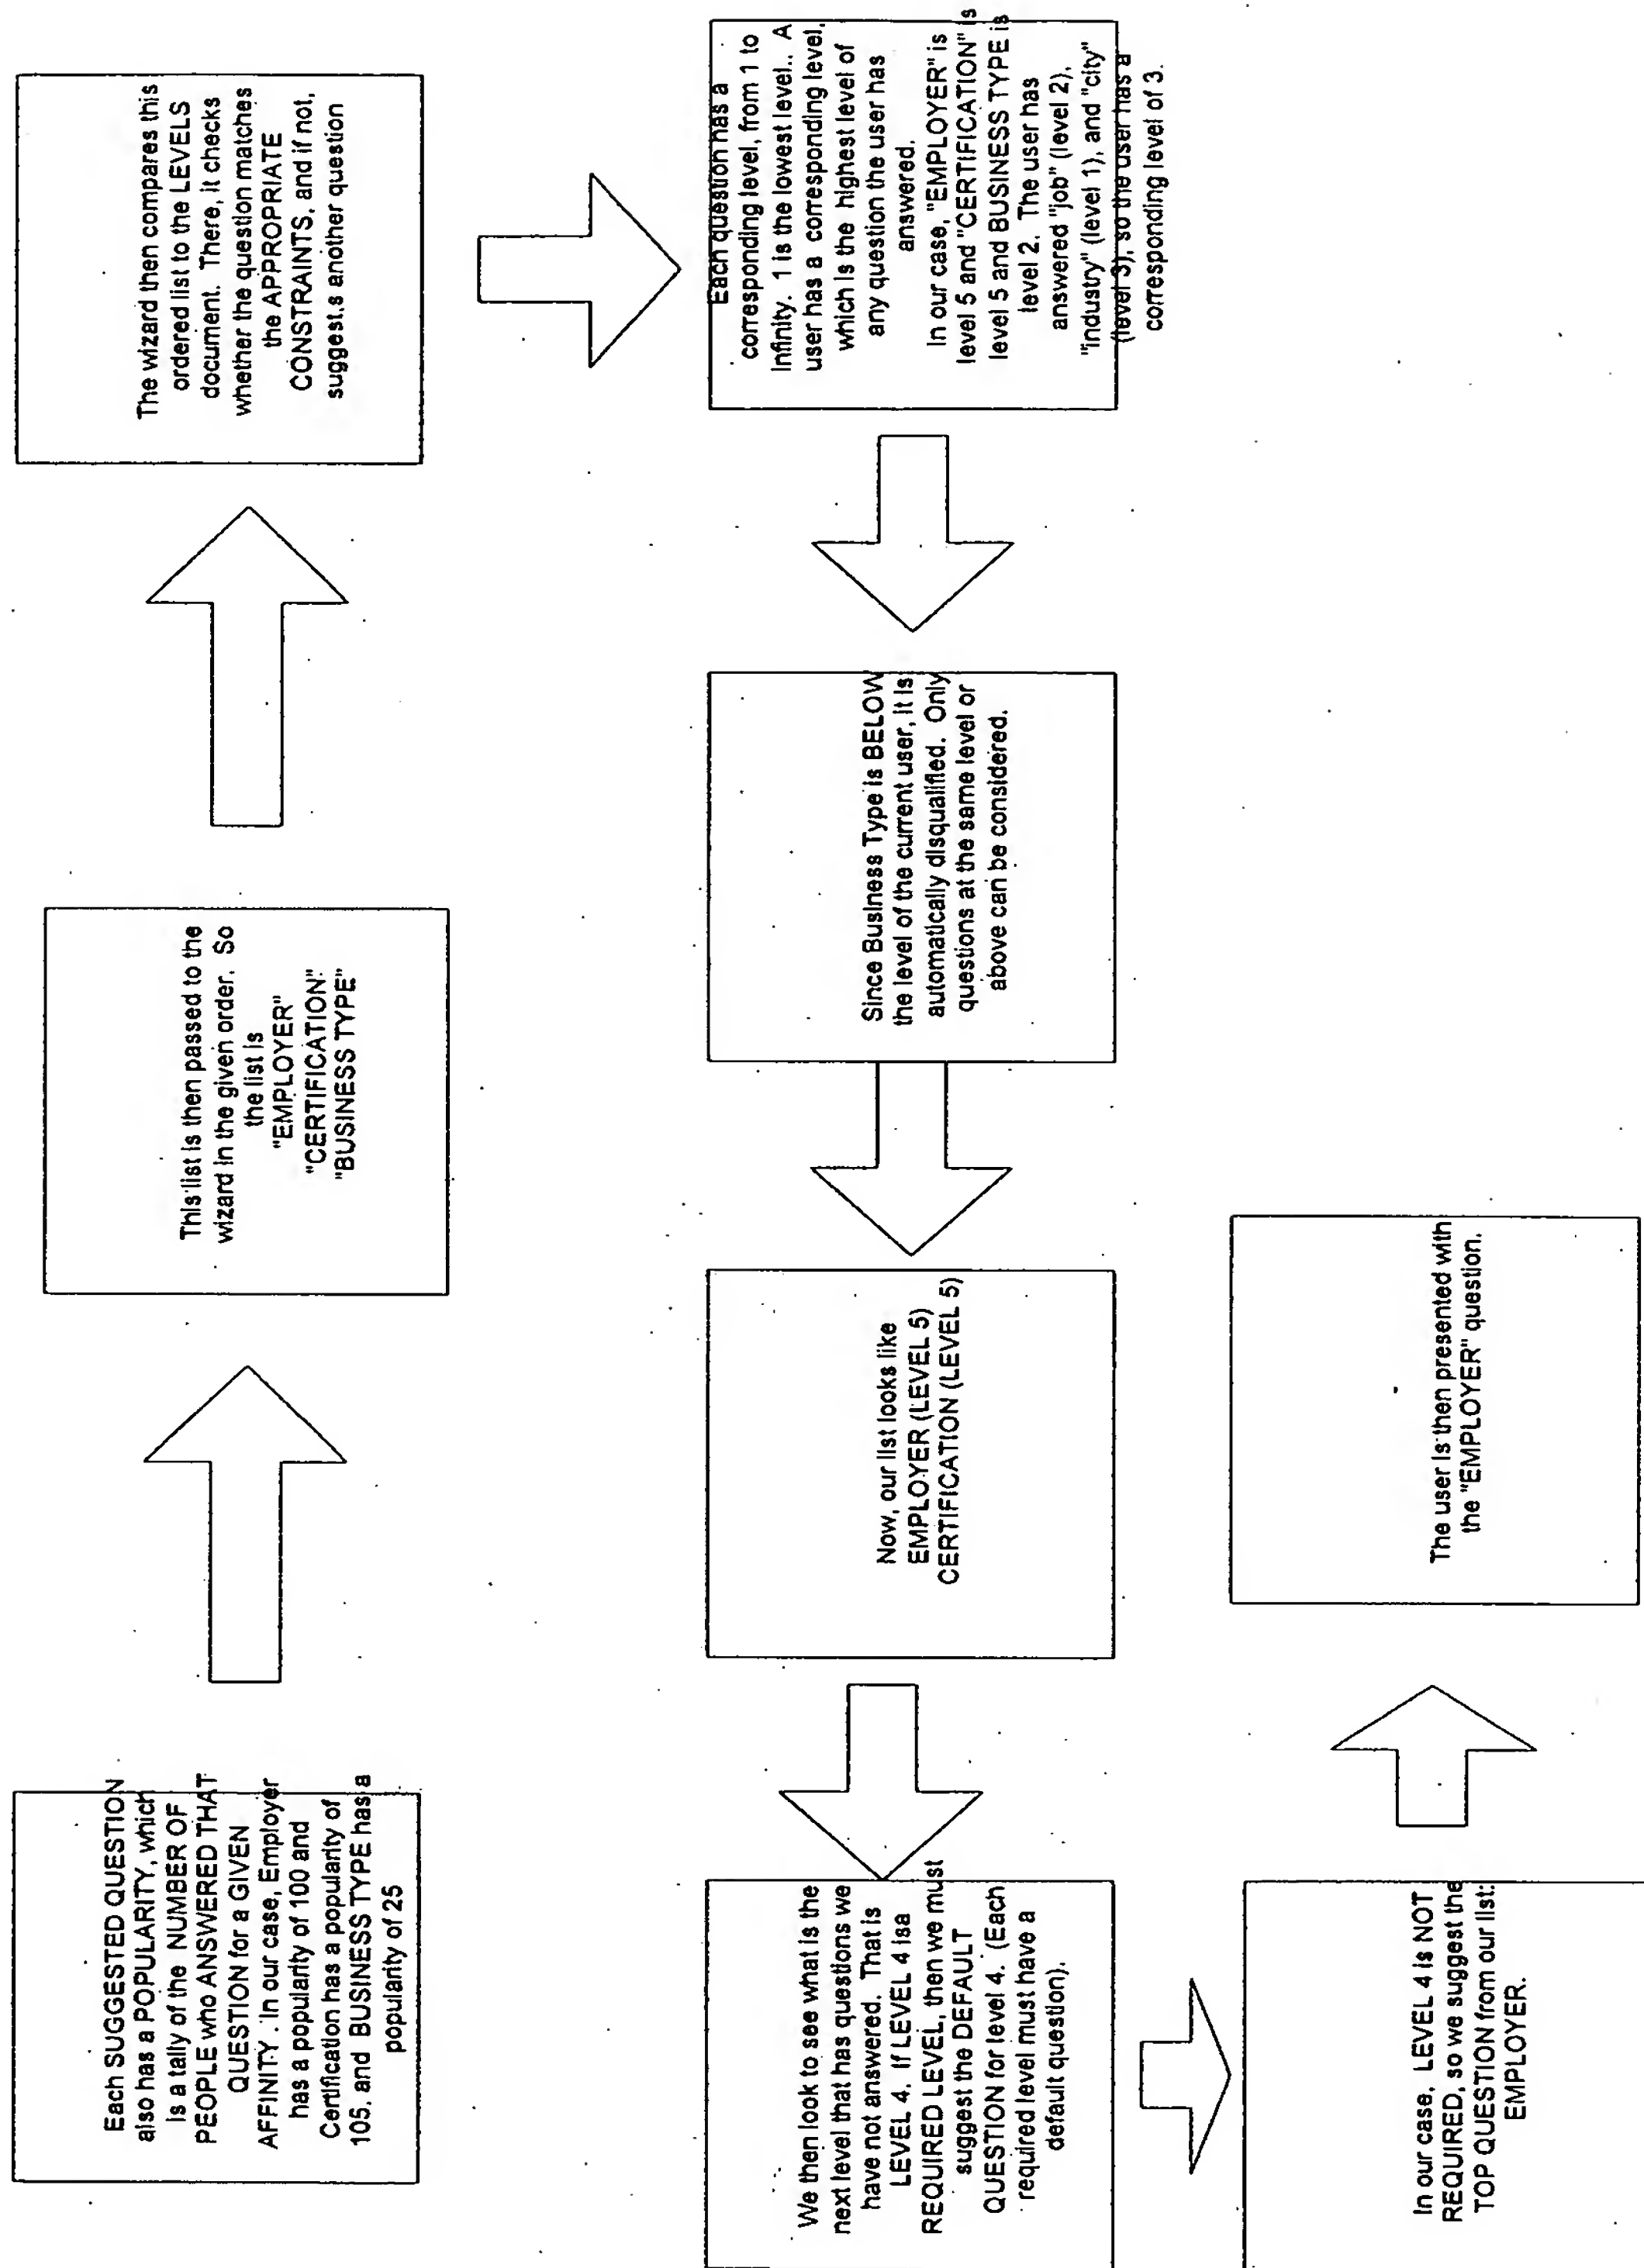 Each SUGGESTED QUESTION
also has a POPULARITY, which
is a tally of the NUMBER OF
PEOPLE who ANSWERED THAT
QUESTION for a GIVEN
AFFINITY. In our case, Employer
has a popularity of 100 and
Certification has a popularity of
105, and BUSINESS TYPE has a
popularity of 25
This list is then passed to the
wizard in the given order. So
the list is
"EMPLOYER"
"CERTIFICATION"
"BUSINESS TYPE"
The wizard then compares this
ordered list to the LEVELS
document. There, it checks
whether the question matches
the APPROPRIATE
CONSTRAINTS, and if not,
suggests another question
Each question has a
corresponding level, from 1 to
Infinity. 1 is the lowest level.. A
user has a corresponding level,
which is the highest level of
any question the user has
answered.
In our case, "EMPLOYER" is
level 5 and "CERTIFICATION" is
level 5 and BUSINESS TYPE is
level 2. The user has
answered "job" (level 2),
"industry" (level 1), and "city"
(level 3), so the user has a
corresponding level of 3.
Since Business Type is BELOW
the level of the current user, it is
automatically disqualified. Only
questions at the same level or
above can be considered.
Now, our list looks like
EMPLOYER (LEVEL 5)
CERTIFICATION (LEVEL 5)
We then look to see what is the
next level that has questions we
have not answered. That is
LEVEL 4. If LEVEL 4 is a
REQUIRED LEVEL, then we must
suggest the DEFAULT
QUESTION for level 4. (Each
required level must have a
default question).
In our case, LEVEL 4 is NOT
REQUIRED, so we suggest the
TOP QUESTION from our list:
EMPLOYER.
The user is then presented with
the "EMPLOYER" question.